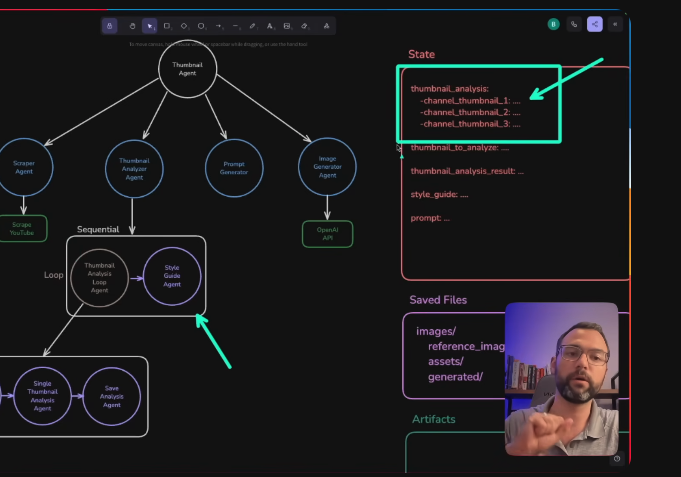 To move canvas, hold mouse wheel or spacebar while dragging, or use the hand tool
Thumbnail
Agent
Scraper
Agent
Thumbnail
Analyzer
Agent
Prompt
Generator
Image
Generator
Agent
Scrape
YouTube
OpenAI
API
Sequential
Loop
Thumbnail
Analysis
Loop
Agent
Style
Guide
Agent
Single
Thumbnail
Analysis
Agent
Save
Analysis
Agent
State
thumbnail_analysis:
-channel_thumbnail_1: ....
-channel_thumbnail_2: ....
-channel_thumbnail_3: ....
thumbnail_to_analyze: ....
thumbnail_analysis_result: ...
style_guide: ....
prompt: ...
Saved Files
images/
reference_imag
assets/
generated/
Artifacts